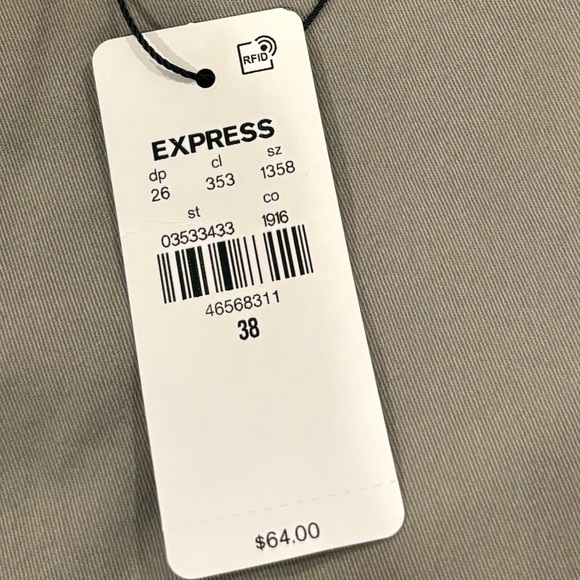 RFID
EXPRESS
dp cl sz
26 353 1358
st co
03533433 1916
46568311
38
$64.00